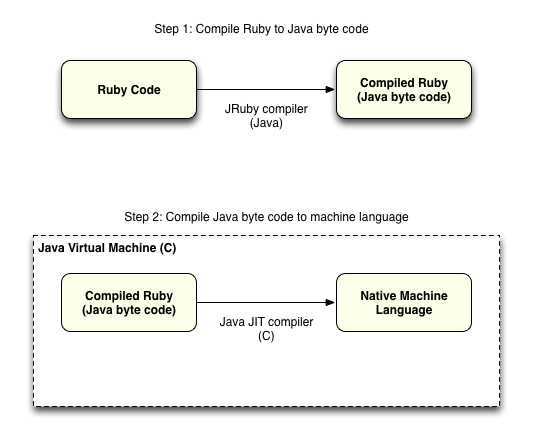 Step 1: Compile Ruby to Java byte code
Ruby Code
Compiled Ruby
(Java byte code)
JRuby compiler
(Java)
Step 2: Compile Java byte code to machine language
Java Virtual Machine (C)
Compiled Ruby
(Java byte code)
Native Machine
Language
Java JIT compiler
(C)